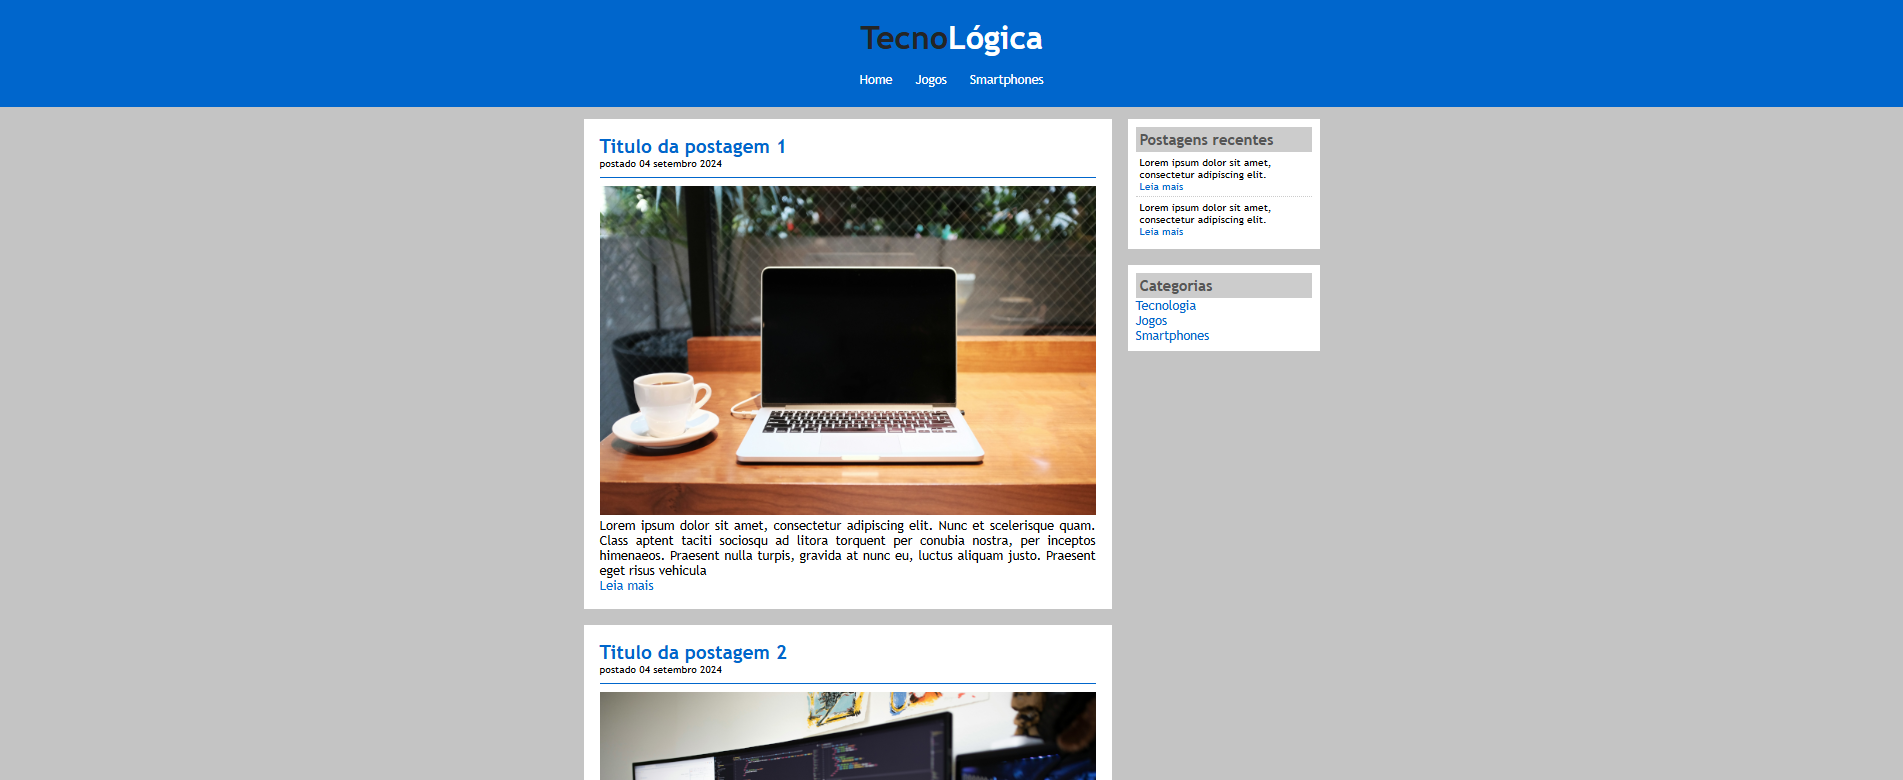 TecnoLógica
Home Jogos Smartphones
Titulo da postagem 1
postado 04 setembro 2024
Lorem ipsum dolor sit amet, consectetur adipiscing elit. Nunc et scelerisque quam.
Class aptent taciti sociosqu ad litora torquent per conubia nostra, per inceptos
himenaeos. Praesent nulla turpis, gravida at nunc eu, luctus aliquam justo. Praesent
eget risus vehicula
Leia mais
Titulo da postagem 2
postado 04 setembro 2024
Postagens recentes
Lorem ipsum dolor sit amet,
consectetur adipiscing elit.
Leia mais
Lorem ipsum dolor sit amet,
consectetur adipiscing elit.
Leia mais
Categorias
Tecnologia
Jogos
Smartphones